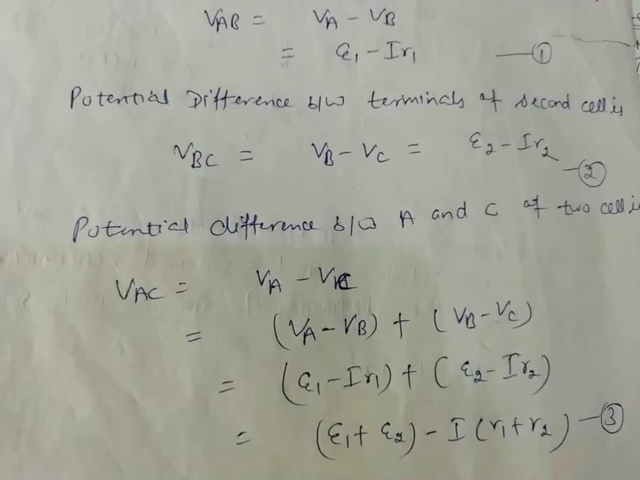 VAB = VA - VB
= ε1 - Ir1 — ①
Potential Difference b/w terminals of second cell is
VBC = VB - VC = ε2 - Ir2 — ②
Potential difference b/w A and C of two cell is
VAC = VA - VC
= (VA - VB) + (VB - VC)
= (ε1 - Ir1) + (ε2 - Ir2)
= (ε1 + ε2) - I(r1 + r2) — ③